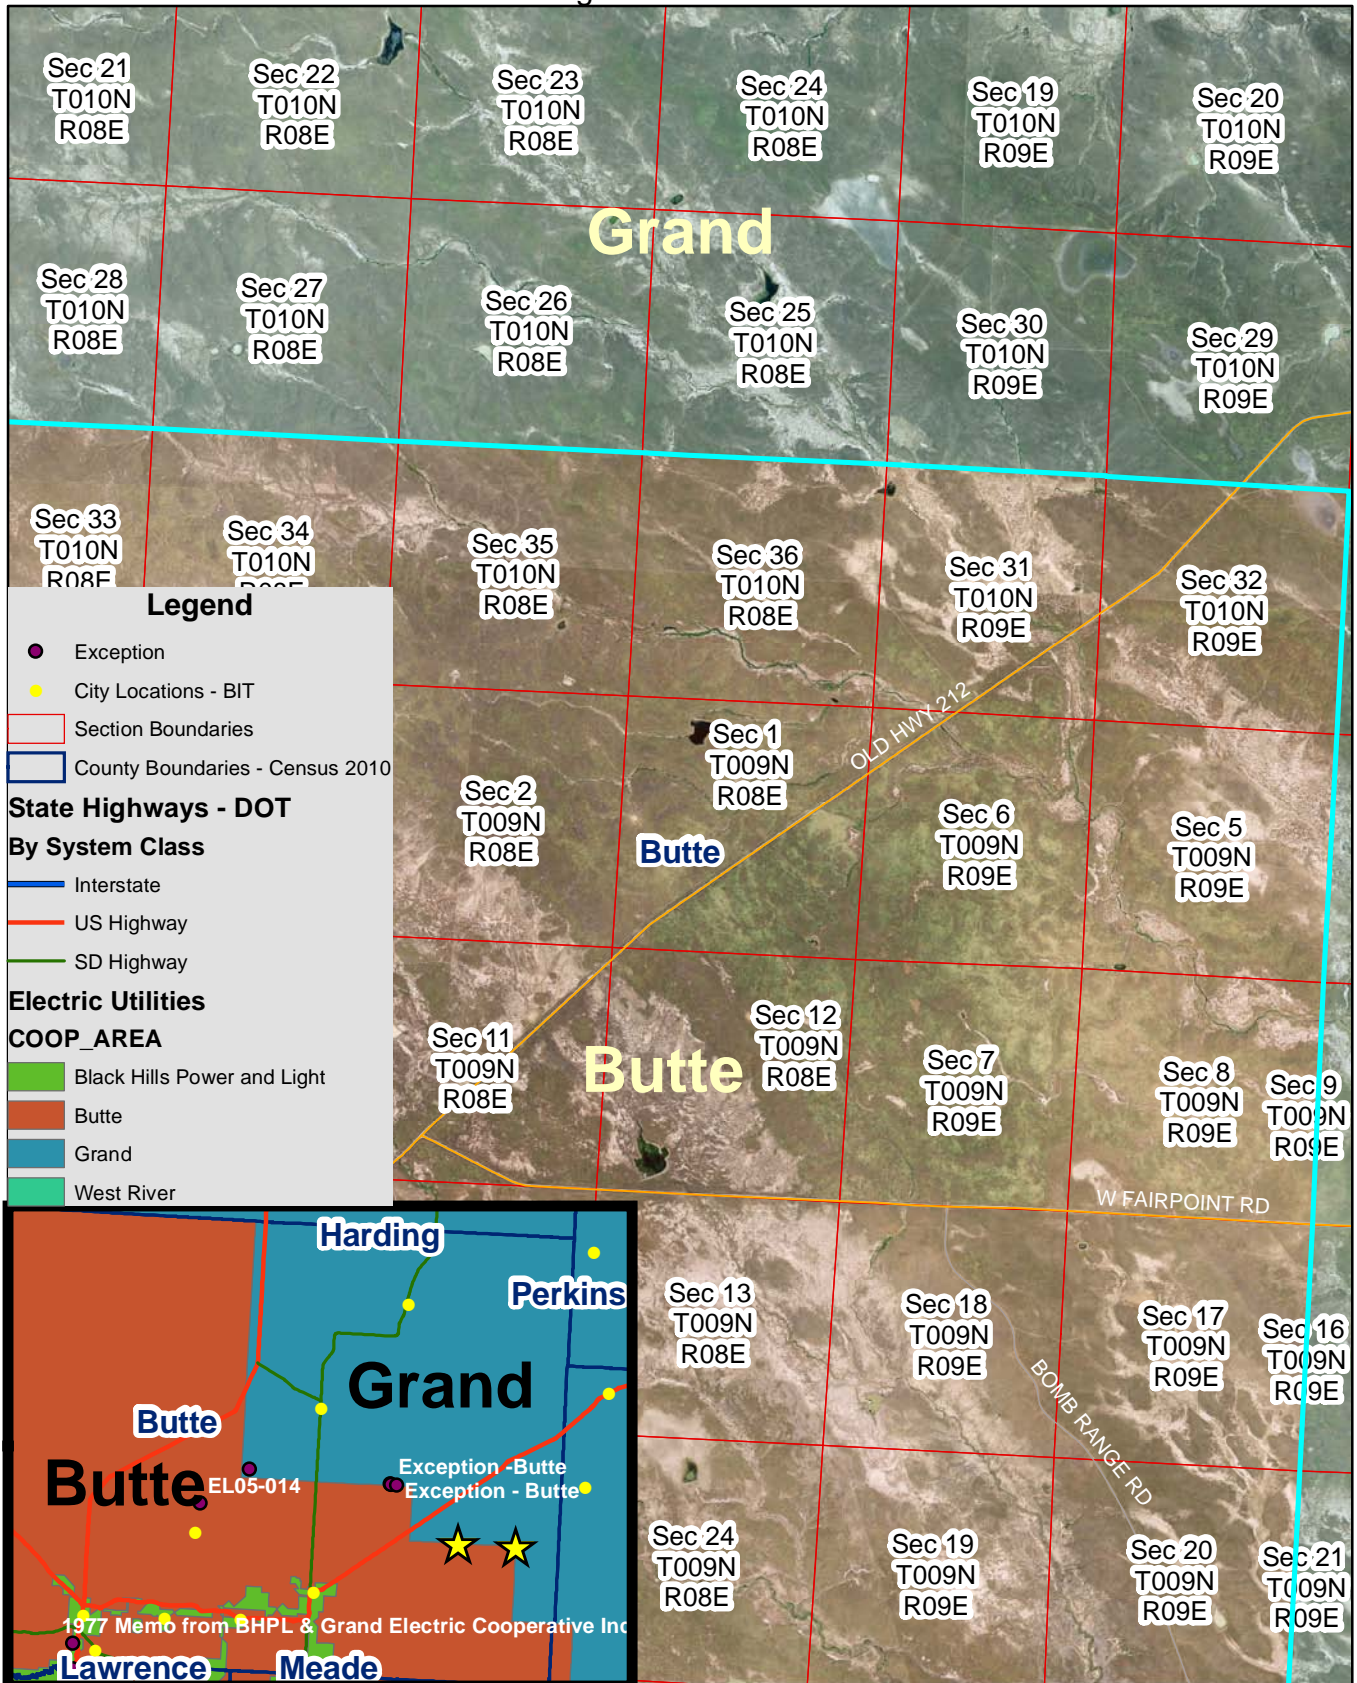 Sec 21
T010N
R08E
Sec 22
T010N
R08E
Sec 23
T010N
R08E
Sec 24
T010N
R08E
Sec 19
T010N
R09E
Sec 20
T010N
R09E
Grand
Sec 28
T010N
R08E
Sec 27
T010N
R08E
Sec 26
T010N
R08E
Sec 25
T010N
R08E
Sec 30
T010N
R09E
Sec 29
T010N
R09E
Sec 33
T010N
R08E
Sec 34
T010N
Sec 35
T010N
R08E
Sec 36
T010N
R08E
Sec 31
T010N
R09E
Sec 32
T010N
R09E
OLD HWY 212
Sec 2
T009N
R08E
Sec 1
T009N
R08E
Butte
Sec 6
T009N
R09E
Sec 5
T009N
R09E
Sec 11
T009N
R08E
Butte
Sec 12
T009N
R08E
Sec 7
T009N
R09E
Sec 8
T009N
R09E
Sec 9
T009N
R09E
W FAIRPOINT RD
Sec 13
T009N
R08E
Sec 18
T009N
R09E
Sec 17
T009N
R09E
Sec 16
T009N
R09E
BOMB RANGE RD
Sec 24
T009N
R08E
Sec 19
T009N
R09E
Sec 20
T009N
R09E
Sec 21
T009N
R09E
Legend
Exception
City Locations - BIT
Section Boundaries
County Boundaries - Census 2010
State Highways - DOT
By System Class
Interstate
US Highway
SD Highway
Electric Utilities
COOP_AREA
Black Hills Power and Light
Butte
Grand
West River
Harding
Perkins
Grand
Butte
Butte
EL05-014
Exception -Butte
Exception - Butte
1977 Memo from BHPL & Grand Electric Cooperative Inc
Lawrence
Meade